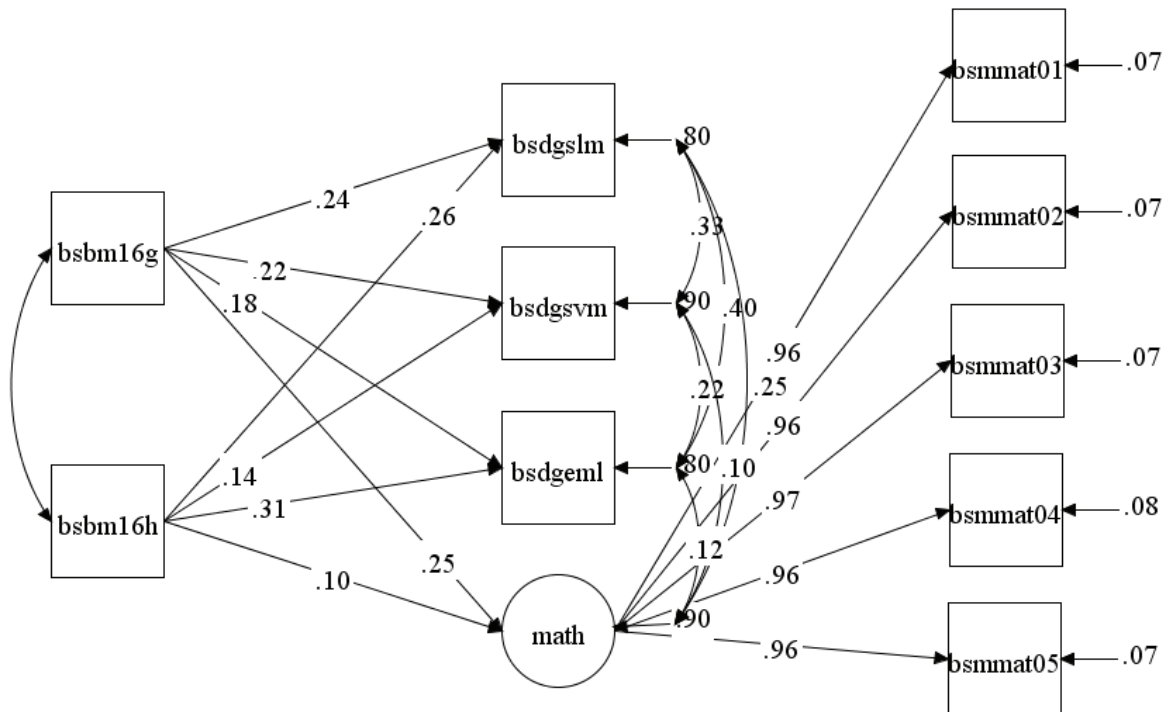 bsmmat01
.07
bsdgslm
.80
bsmmat02
.07
.24
.26
.33
bsbm16g
.22
.18
bsdgsvm
.90
.40
.96
bsmmat03
.07
.22
.25
.96
bsdgeml
.80
.10
.14
.31
.97
bsmmat04
.08
bsbm16h
.12
.25
.10
.96
math
.90
.96
bsmmat05
.07